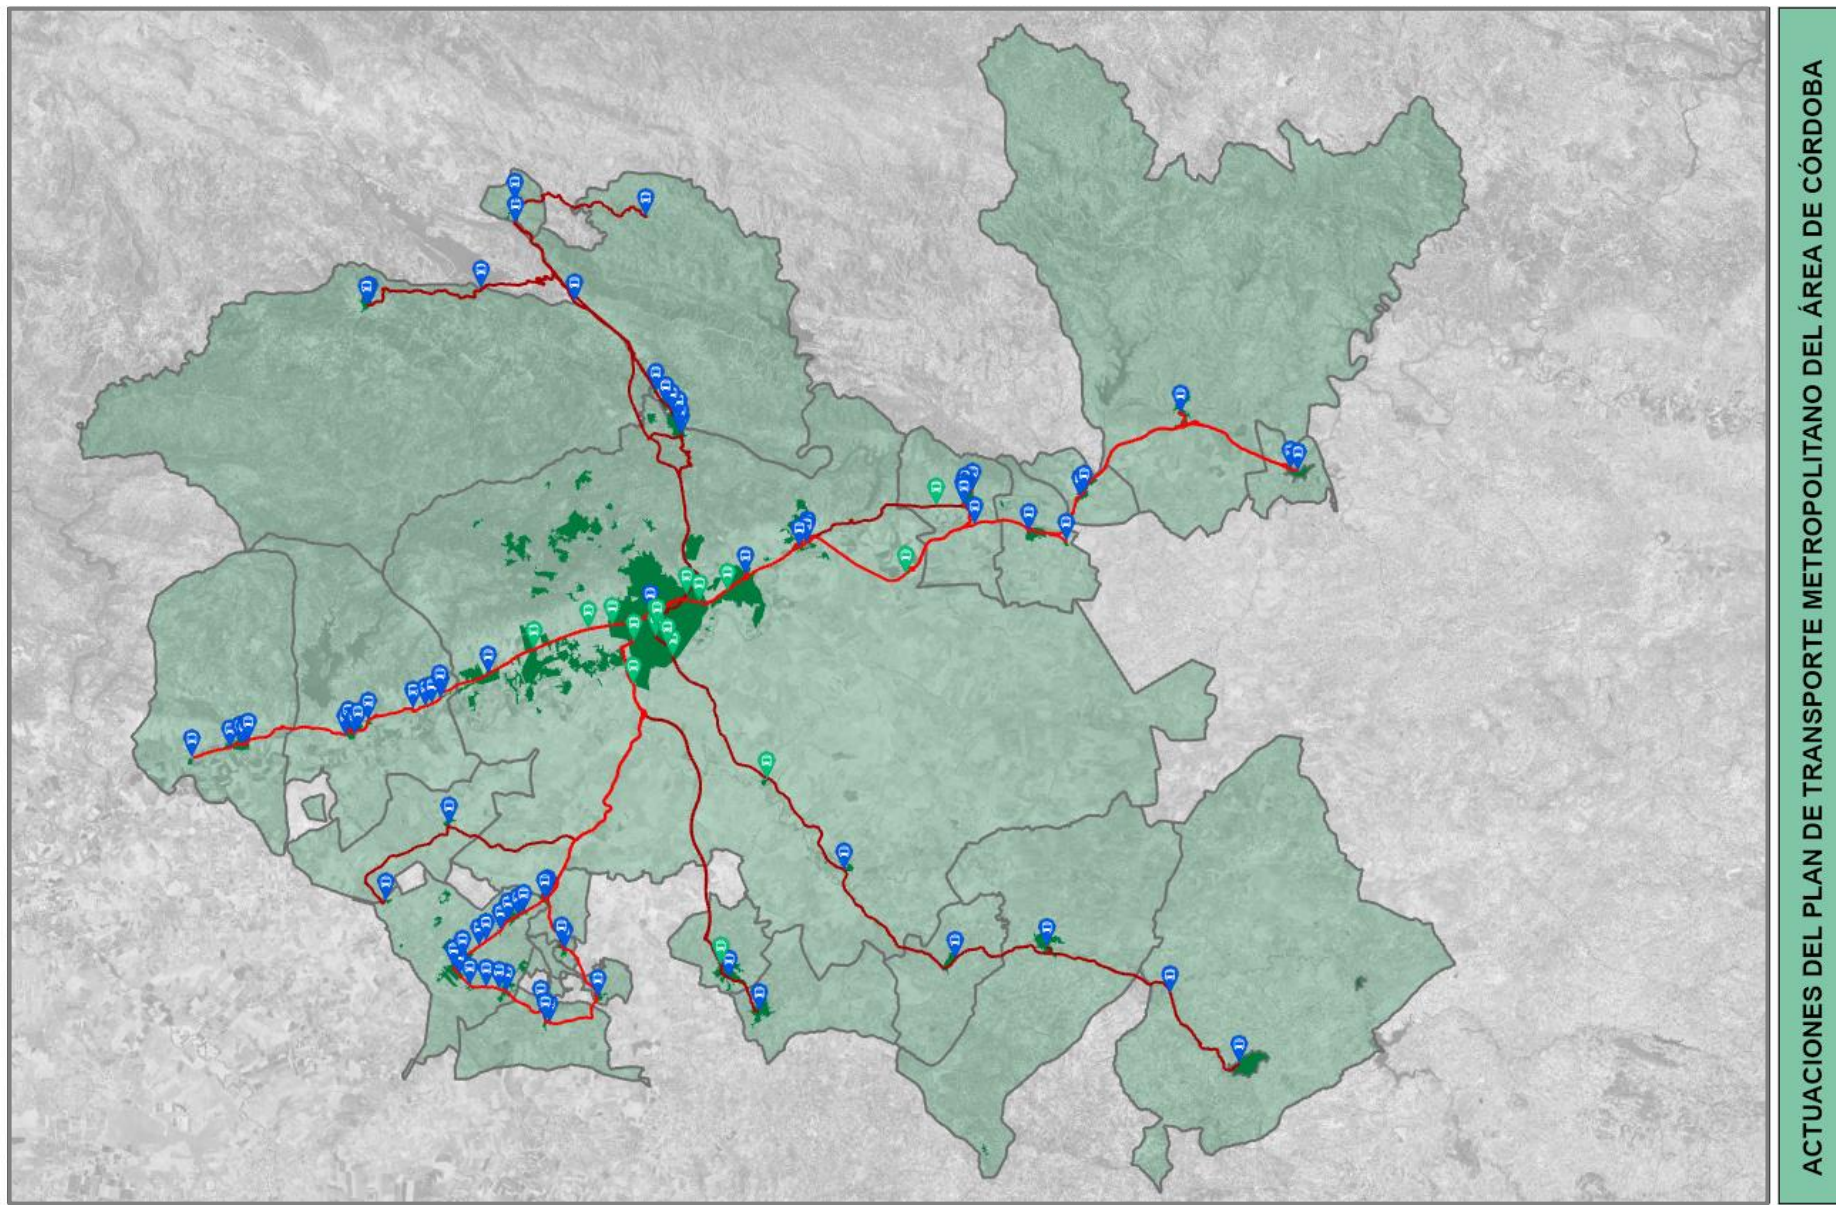 ACTUACIONES DEL PLAN DE TRANSPORTE METROPOLITANO DEL ÁREA DE CÓRDOBA